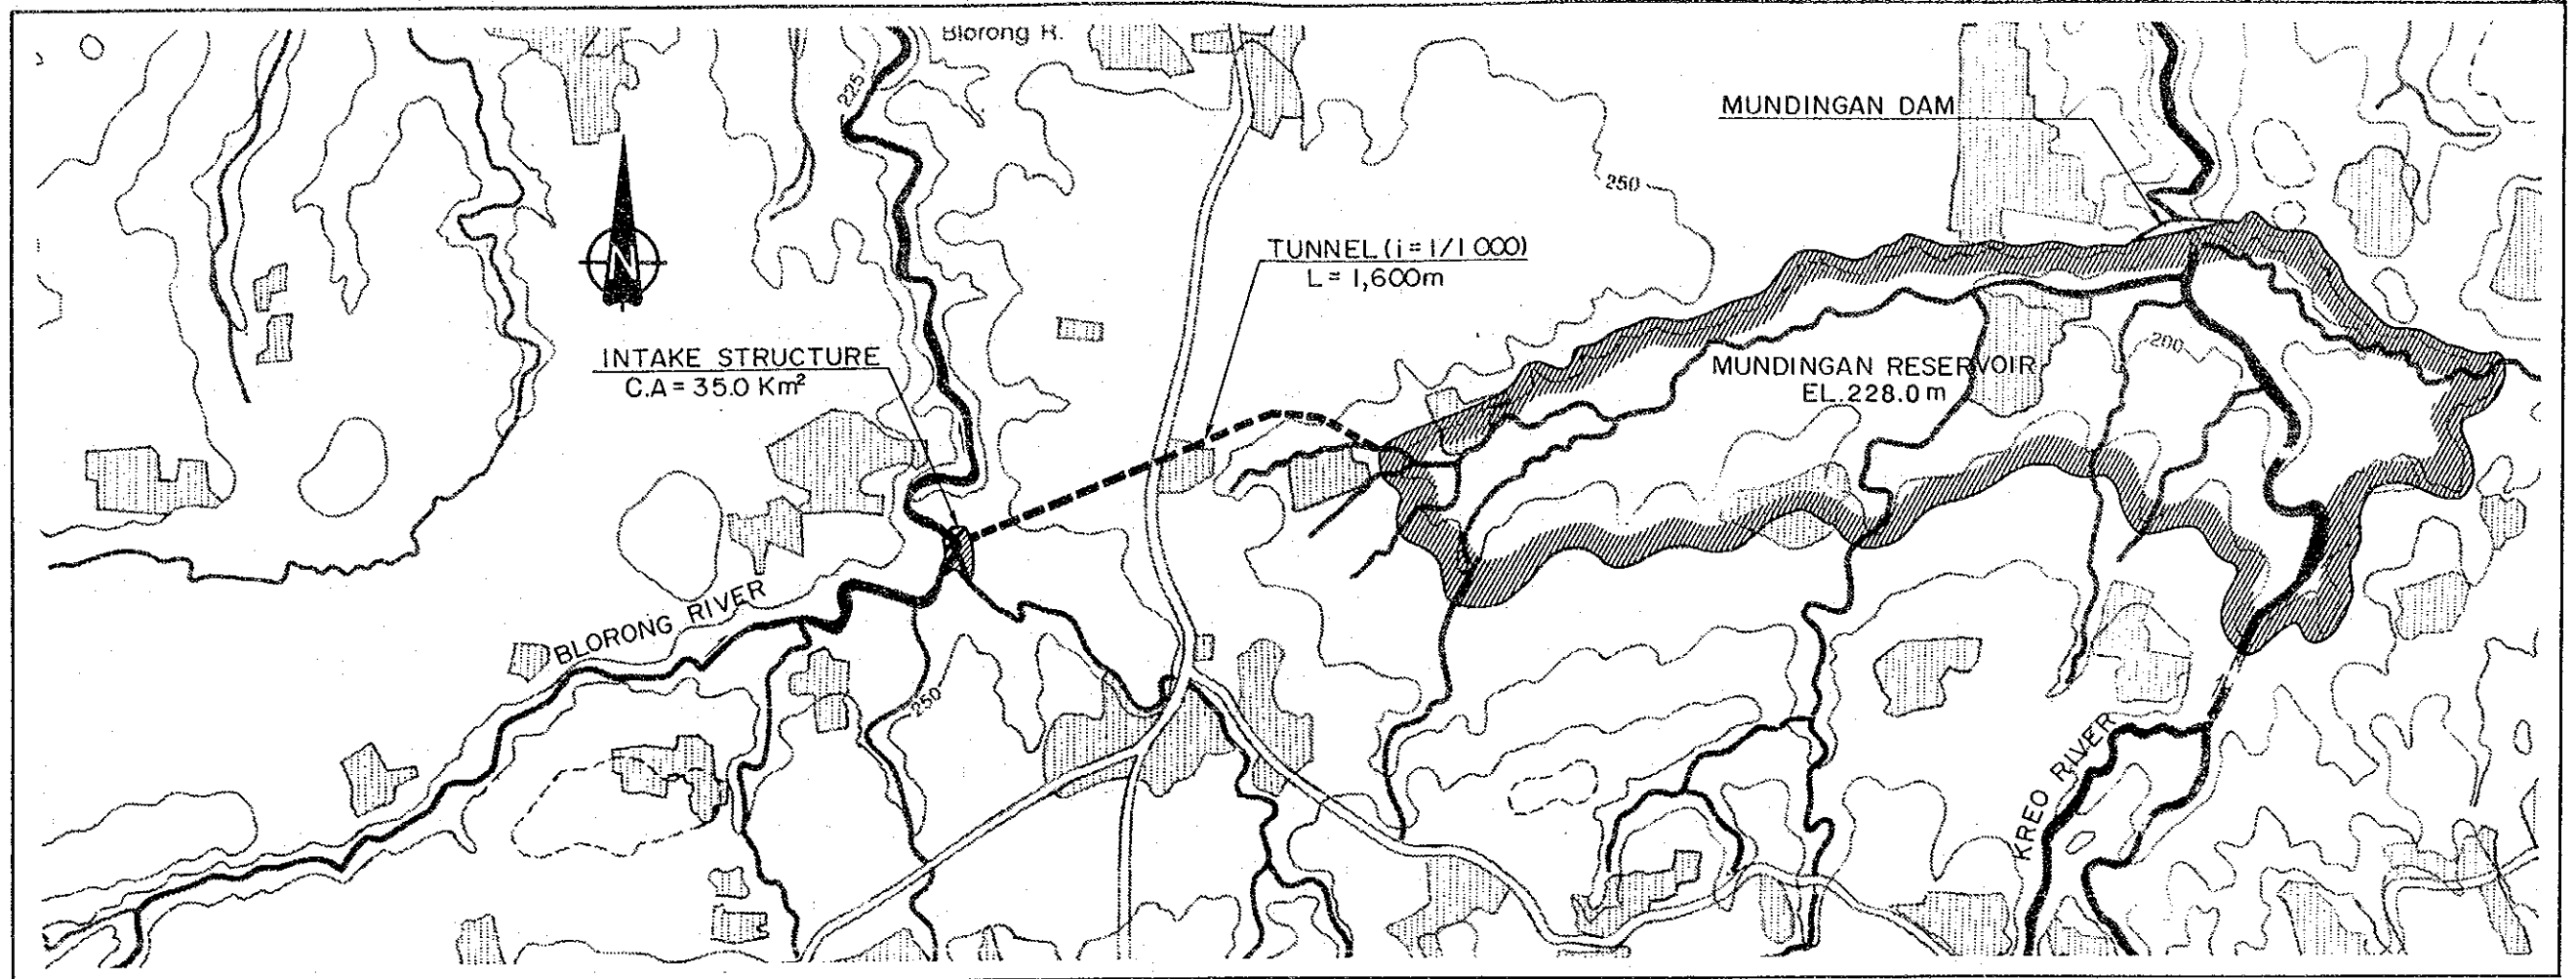 Blorong R.
225
MUNDINGAN DAM
250
TUNNEL (i = 1/1 000)
L = 1,600m
N
INTAKE STRUCTURE
C.A = 35.0 Km²
200
MUNDINGAN RESERVOIR
EL.228.0 m
BLORONG RIVER
250
KREO RIVER